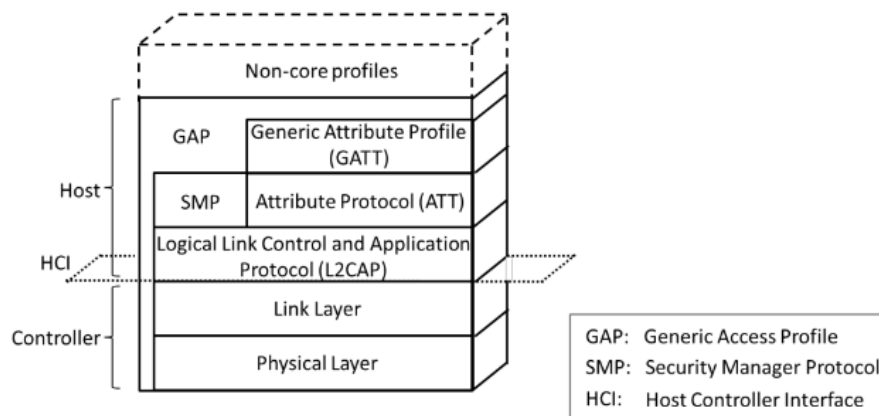 Non-core profiles
GAP
Generic Attribute Profile
(GATT)
Host
SMP
Attribute Protocol (ATT)
Logical Link Control and Application
Protocol (L2CAP)
HCI
Link Layer
Controller
Physical Layer
GAP: Generic Access Profile
SMP: Security Manager Protocol
HCI: Host Controller Interface